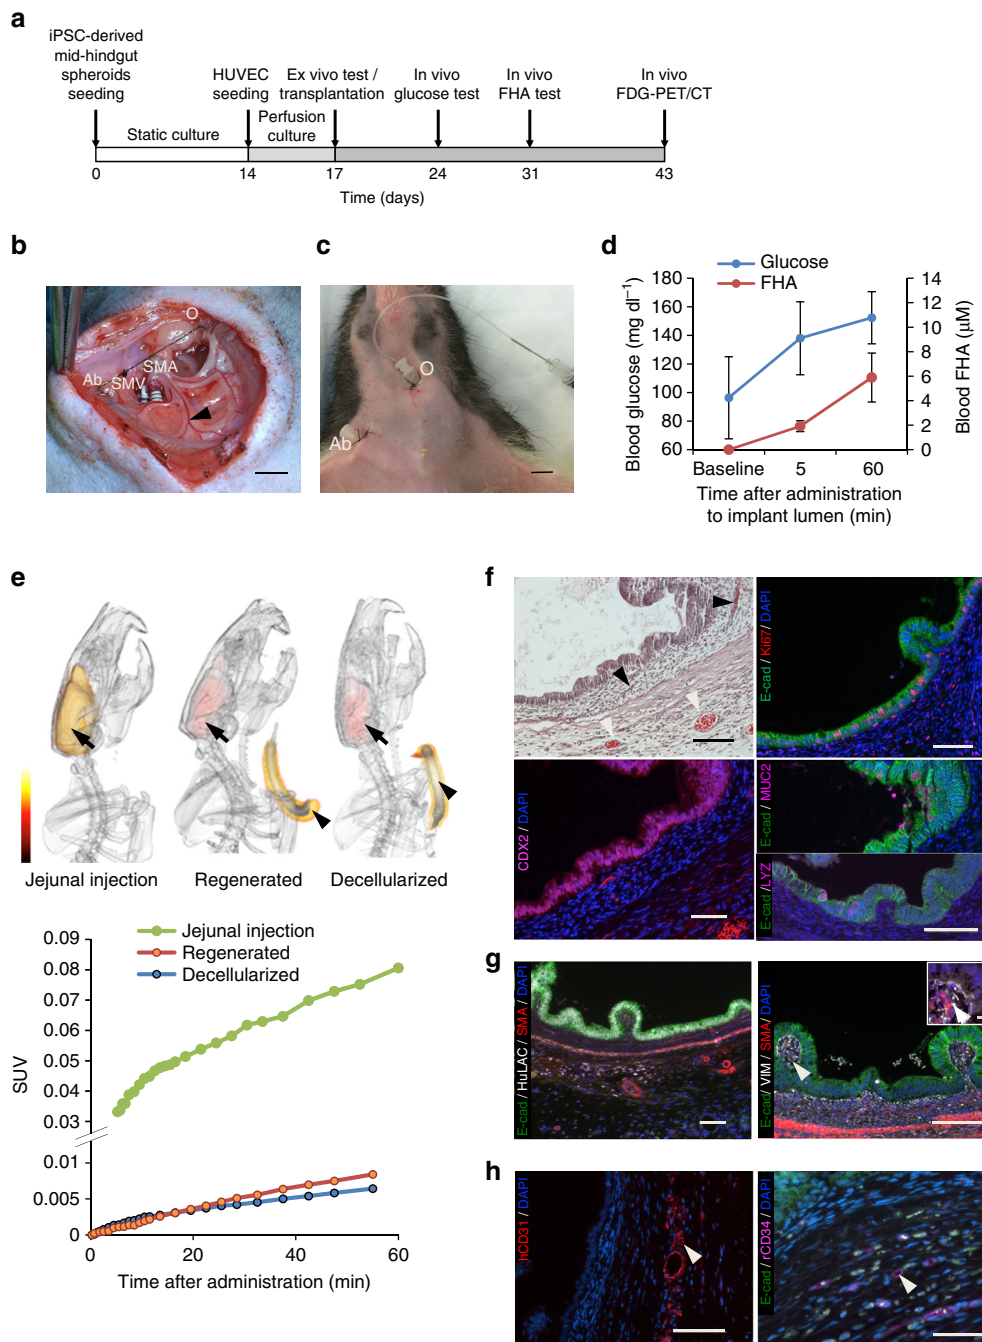 a
iPSC-derived
mid-hindgut
spheroids
seeding
HUVEC
seeding
Ex vivo test /
transplantation
In vivo
glucose test
In vivo
FHA test
In vivo
FDG-PET/CT
Static culture
Perfusion
culture
0
14
17
24
31
43
Time (days)
b
O
SMA
Ab
SMV
c
O
Ab
d
Glucose
FHA
Blood glucose (mg dl−1)
180
160
140
120
100
80
60
14
12
10
8
6
4
2
0
Blood FHA (μM)
Baseline
5
60
Time after administration
to implant lumen (min)
e
Jejunal injection
Regenerated
Decellularized
Jejunal injection
Regenerated
Decellularized
SUV
0.09
0.08
0.07
0.06
0.05
0.04
0.03
0.01
0.005
0
0
20
40
60
Time after administration (min)
f
E-cad / Ki67 / DAPI
CDX2 / DAPI
E-cad / MUC2
E-cad / LYZ
g
E-cad / HuLAC / SMA / DAPI
E-cad / VIM / SMA / DAPI
h
hCD31 / DAPI
E-cad / rCD34 / DAPI